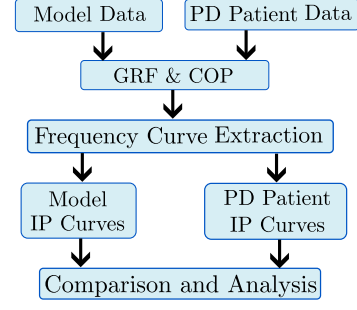 Model Data
PD Patient Data
GRF & COP
Frequency Curve Extraction
Model
IP Curves
PD Patient
IP Curves
Comparison and Analysis